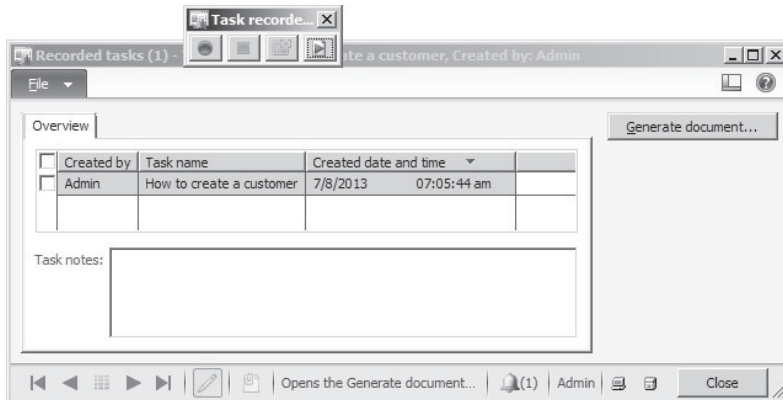 Task recorde...
Recorded tasks (1) - ate a customer, Created by: Admin
File
Overview
Generate document...
Created by Task name Created date and time
Admin How to create a customer 7/8/2013 07:05:44 am
Task notes:
Opens the Generate document... (1) Admin Close